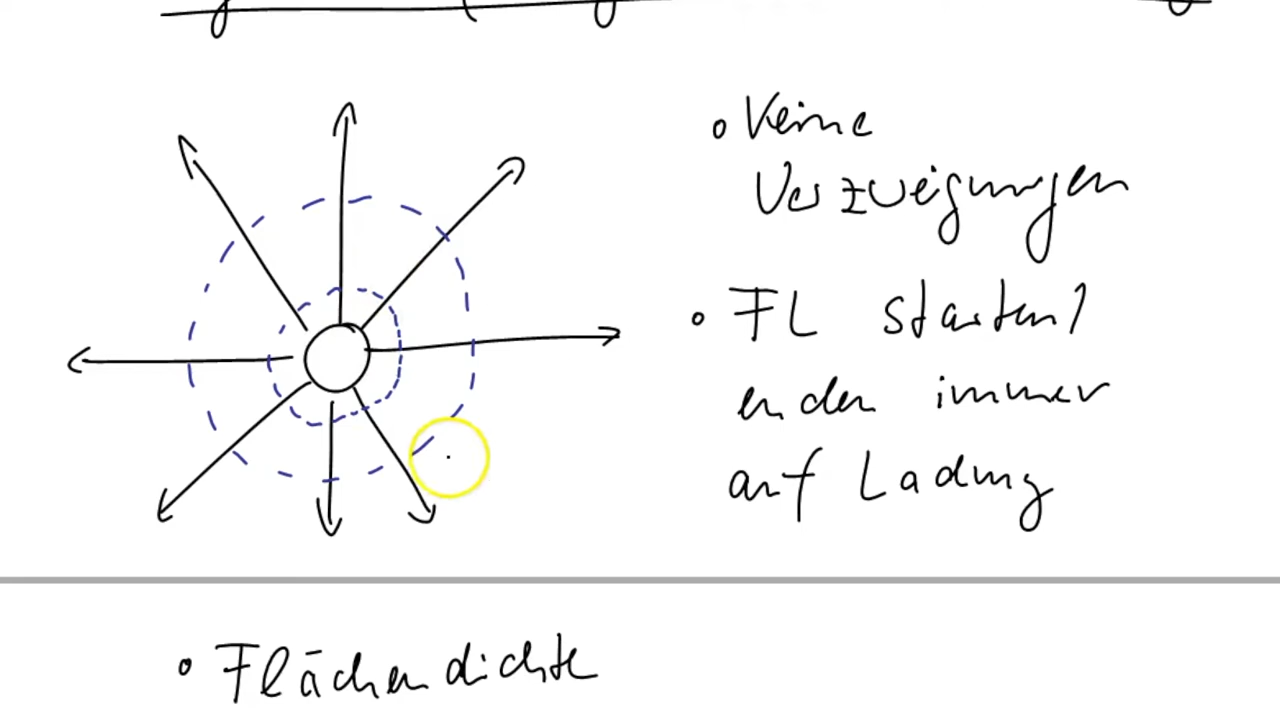 • Keine
Verzweigungen
• FL starten/
enden immer
auf Ladung
• Flächendichte